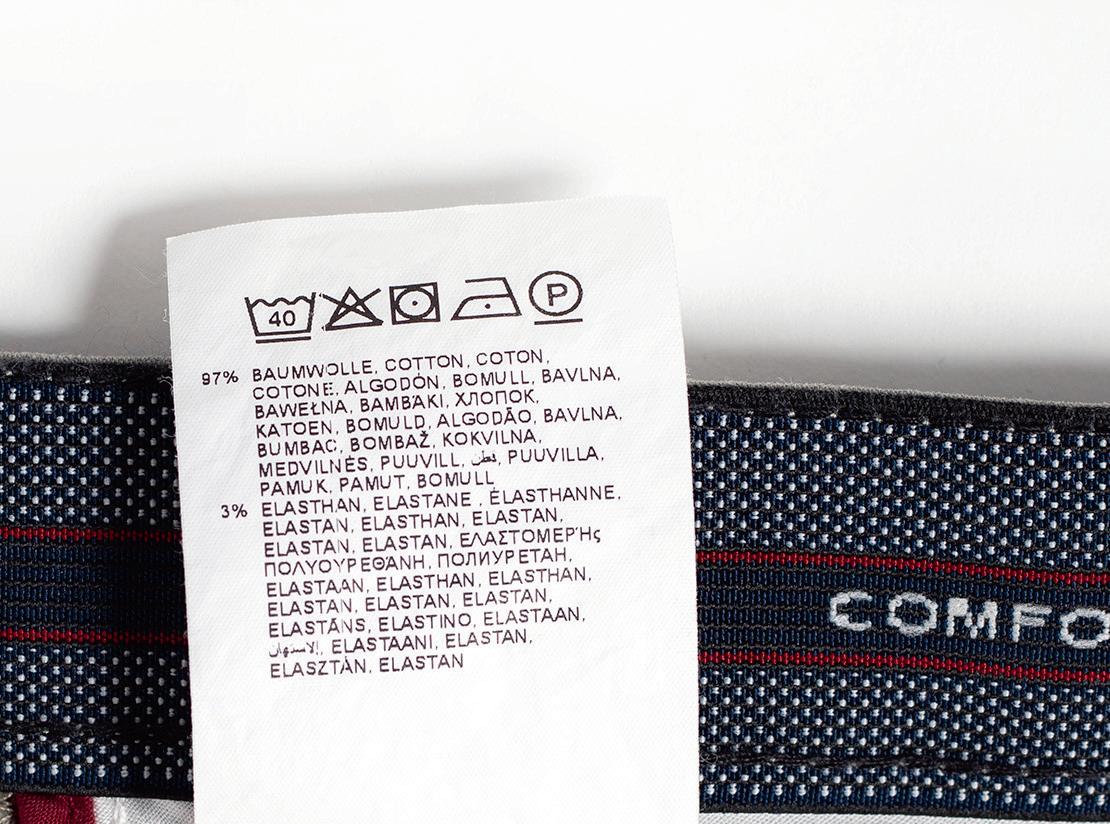 40 P
97% BAUMWOLLE, COTTON, COTON,
COTONE, ALGODÓN, BOMULL, BAVLNA,
BAWEŁNA, BAMBÁKI, ХЛОПОК,
KATOEN, BOMULD, ALGODÃO, BAVLNA,
BUMBAC, BOMBAŽ, KOKVILNA,
MEDVILNĖS, PUUVILL, قطن, PUUVILLA,
PAMUK, PAMUT, BOMULL
3% ELASTHAN, ELASTANE , ÉLASTHANNE,
ELASTAN, ELASTHAN, ELASTAN,
ELASTAN, ELASTAN, ΕΛΑΣΤΟΜΕΡΉς
ΠΟΛΥΟΥΡΕΘΆΝΗ, ПОЛИУРЕТАН,
ELASTAAN, ELASTHAN, ELASTHAN,
ELASTAN, ELASTAN, ELASTAN,
ELASTĀNS, ELASTINO, ELASTAAN,
ELASTAANI, ELASTAN,
ELASZTÁN, ELASTAN
COMFO